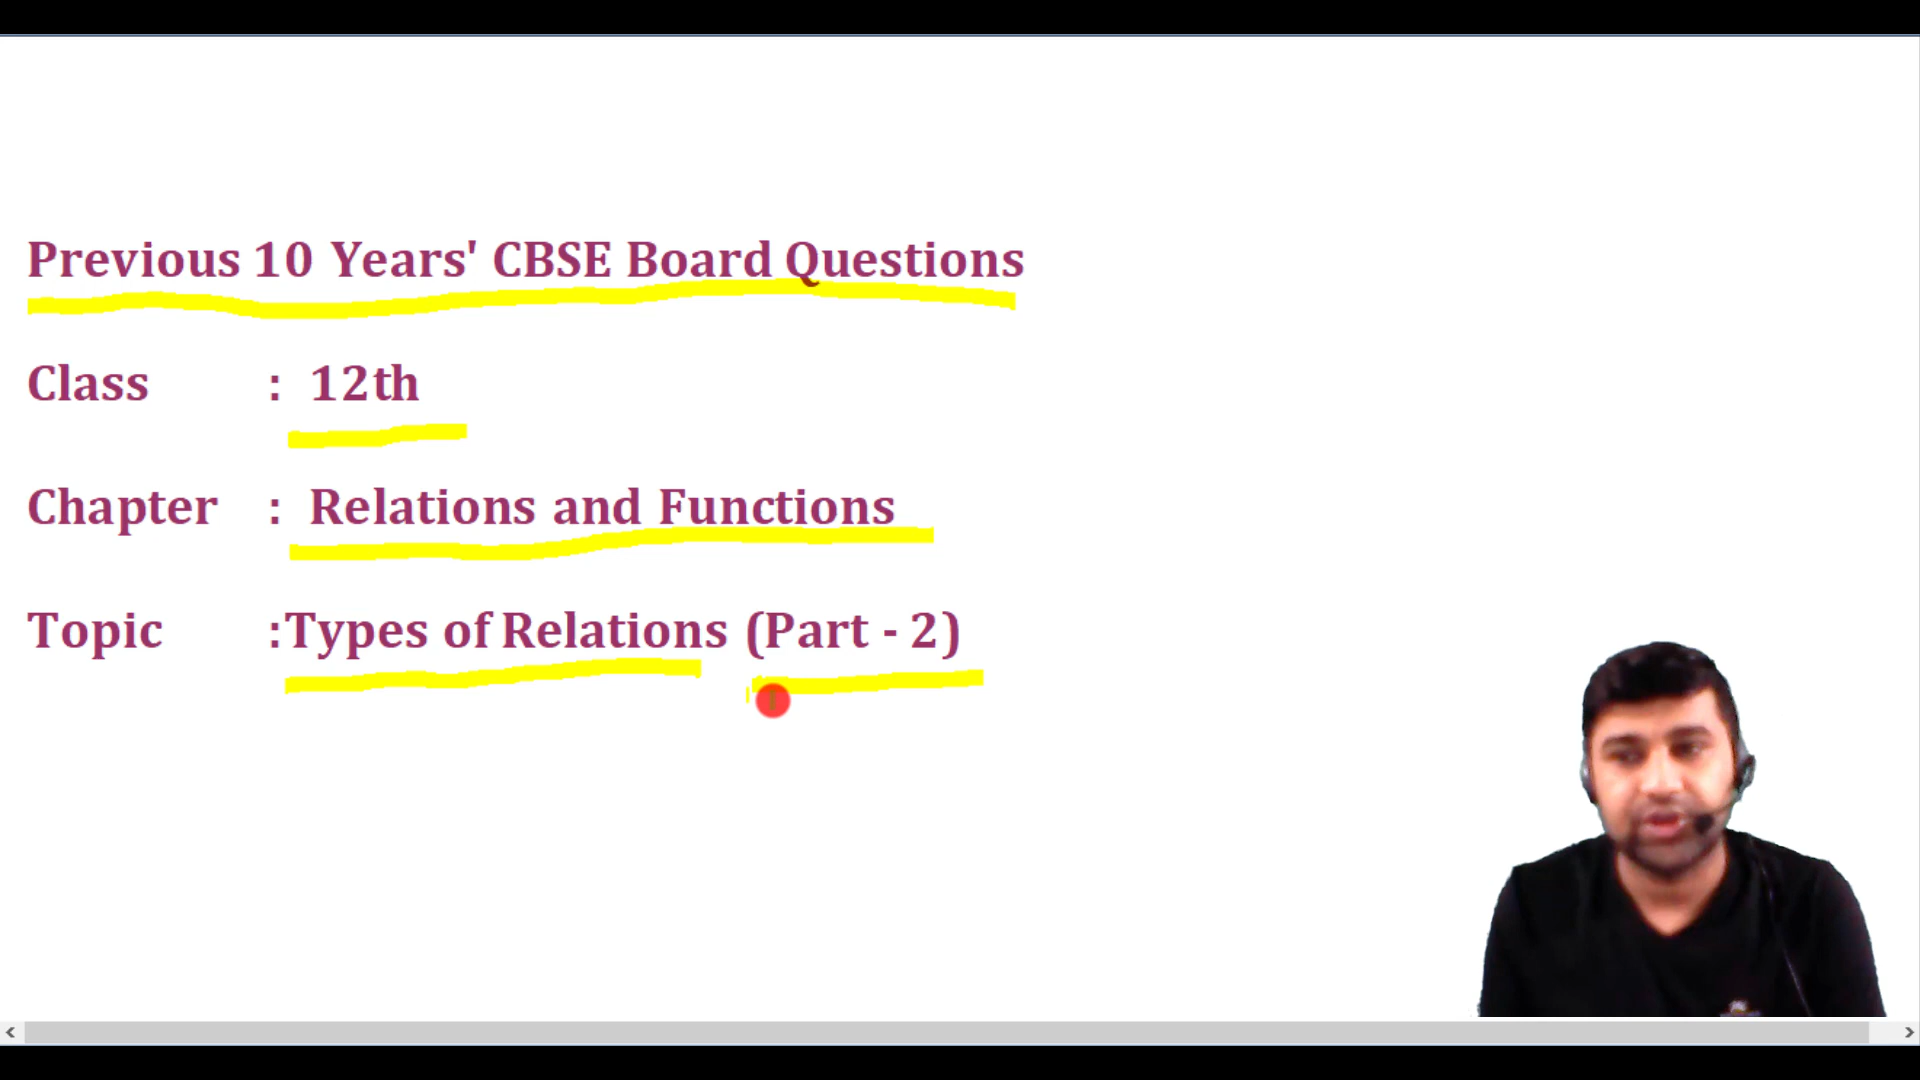 Previous 10 Years' CBSE Board Questions
Class : 12th
Chapter : Relations and Functions
Topic :Types of Relations (Part - 2)